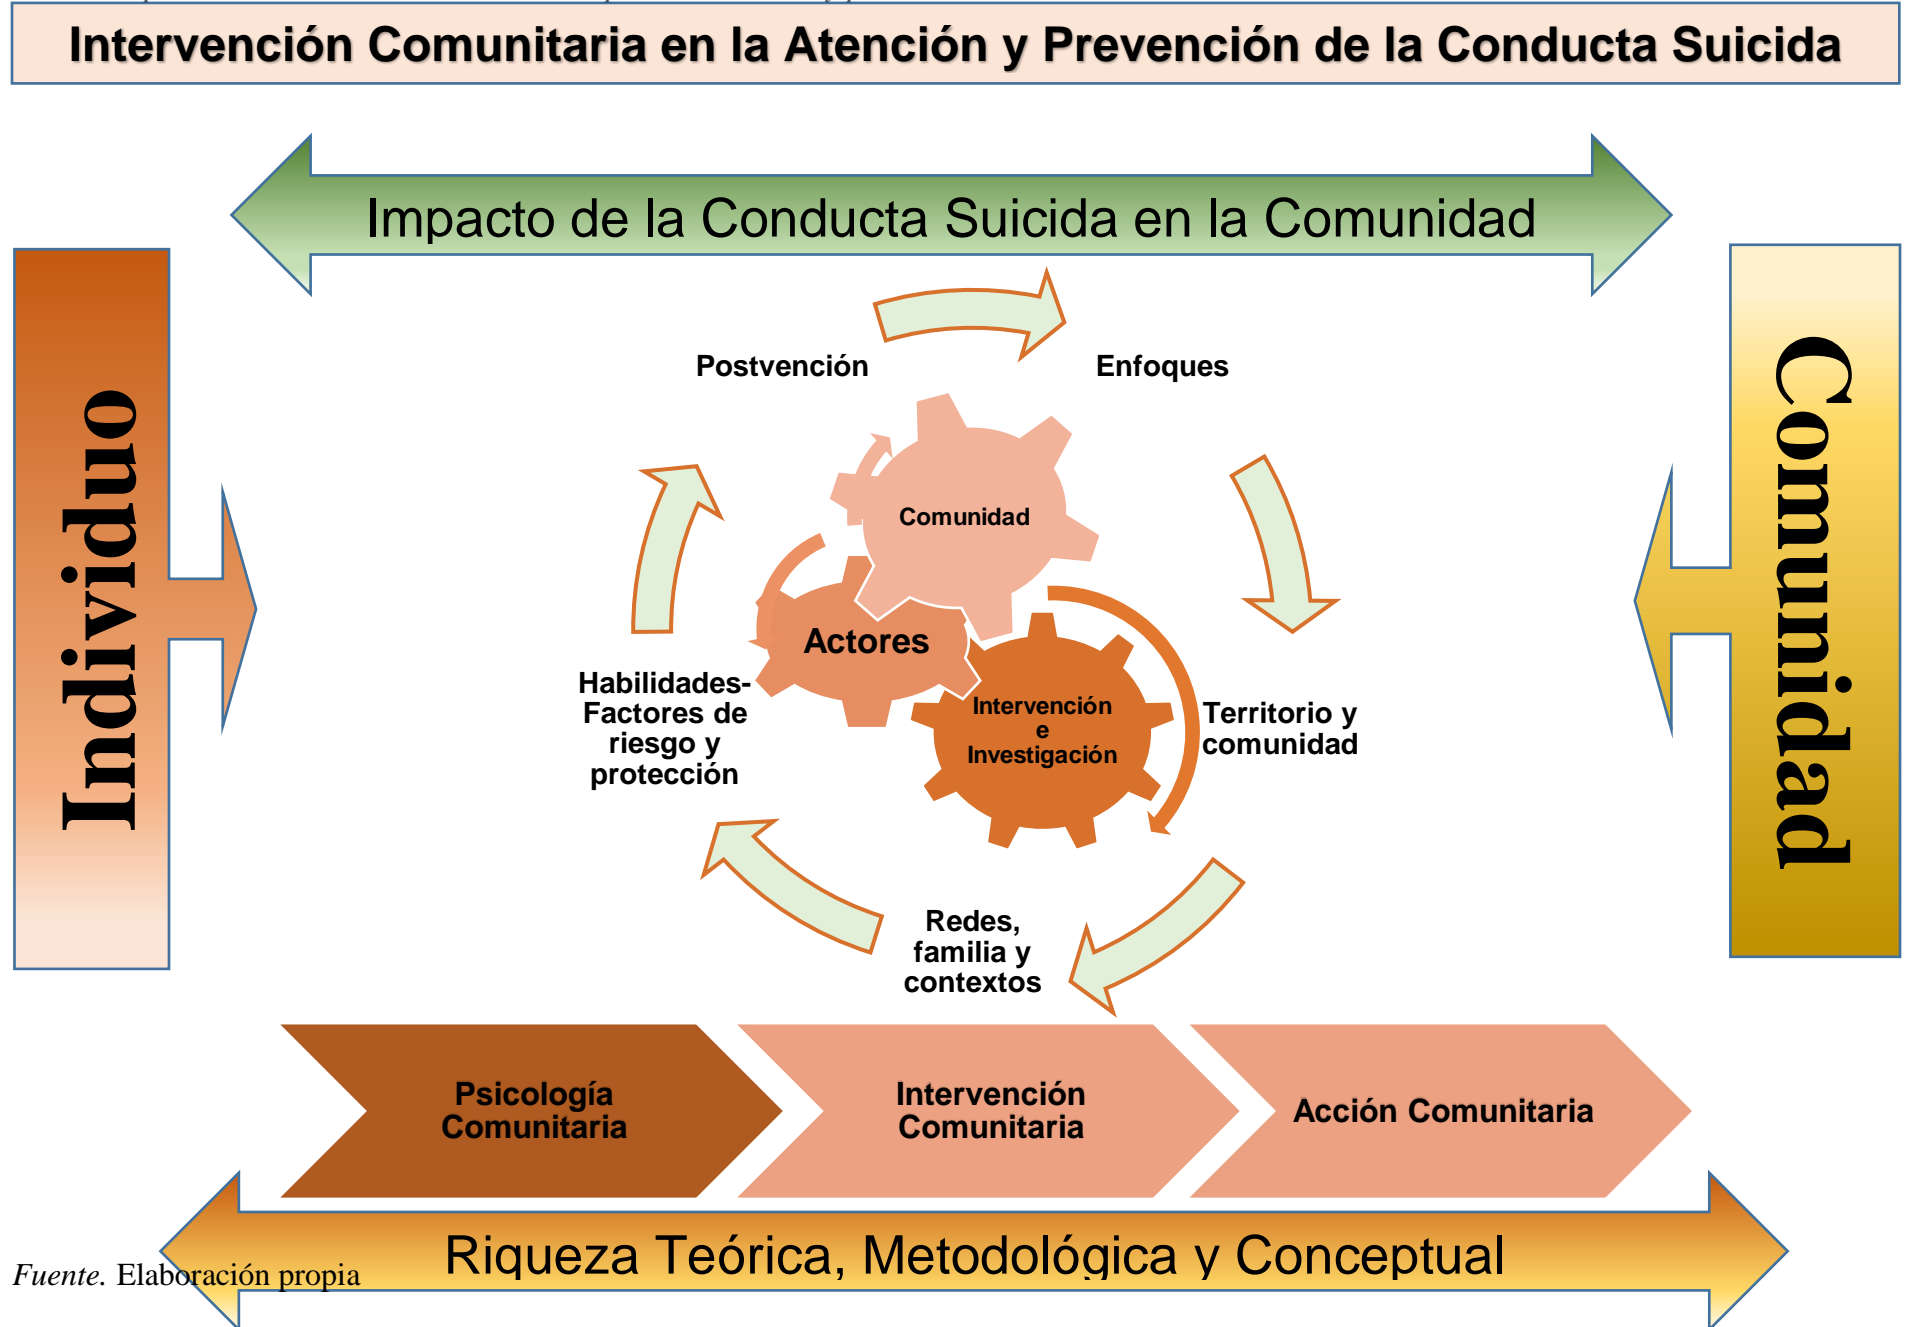 Intervención Comunitaria en la Atención y Prevención de la Conducta Suicida
Impacto de la Conducta Suicida en la Comunidad
Individuo
Comunidad
Postvención
Enfoques
Comunidad
Actores
Intervención
e
Investigación
Habilidades-
Factores de
riesgo y
protección
Territorio y
comunidad
Redes,
familia y
contextos
Psicología
Comunitaria
Intervención
Comunitaria
Acción Comunitaria
Riqueza Teórica, Metodológica y Conceptual
Fuente. Elaboración propia